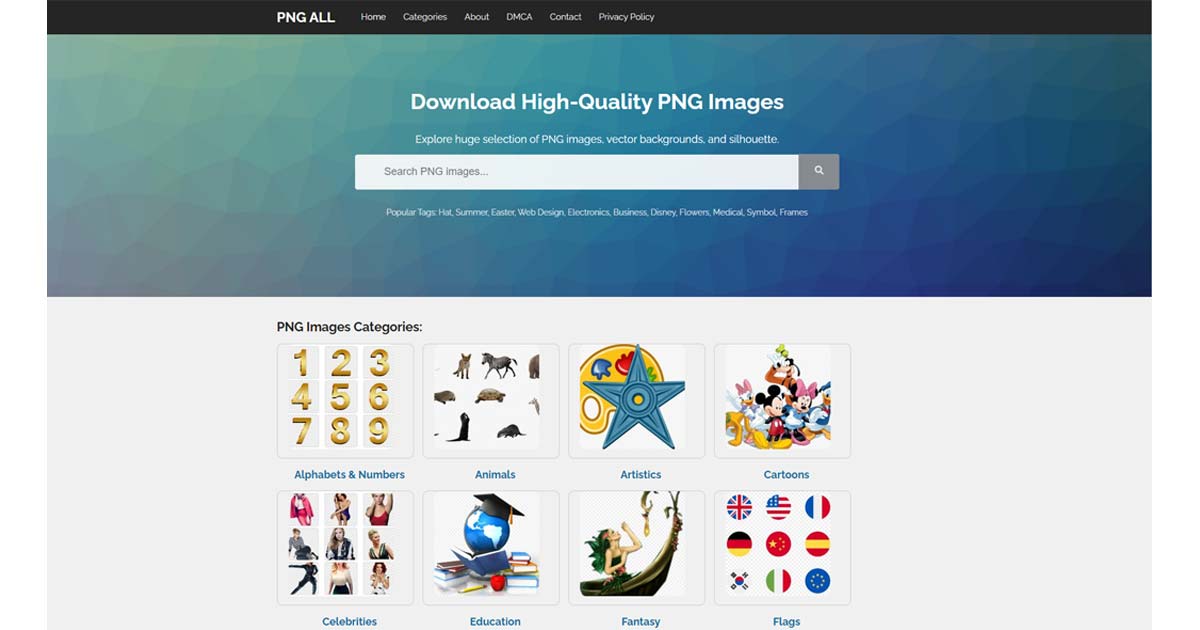 PNG ALL Home Categories About DMCA Contact Privacy Policy
Download High-Quality PNG Images
Explore huge selection of PNG images, vector backgrounds, and silhouette.
Search PNG images...
Popular Tags: Hat, Summer, Easter, Web Design, Electronics, Business, Disney, Flowers, Medical, Symbol, Frames
PNG Images Categories:
1 2 3
4 5 6
7 8 9
Alphabets & Numbers Animals Artistics Cartoons
Celebrities Education Fantasy Flags